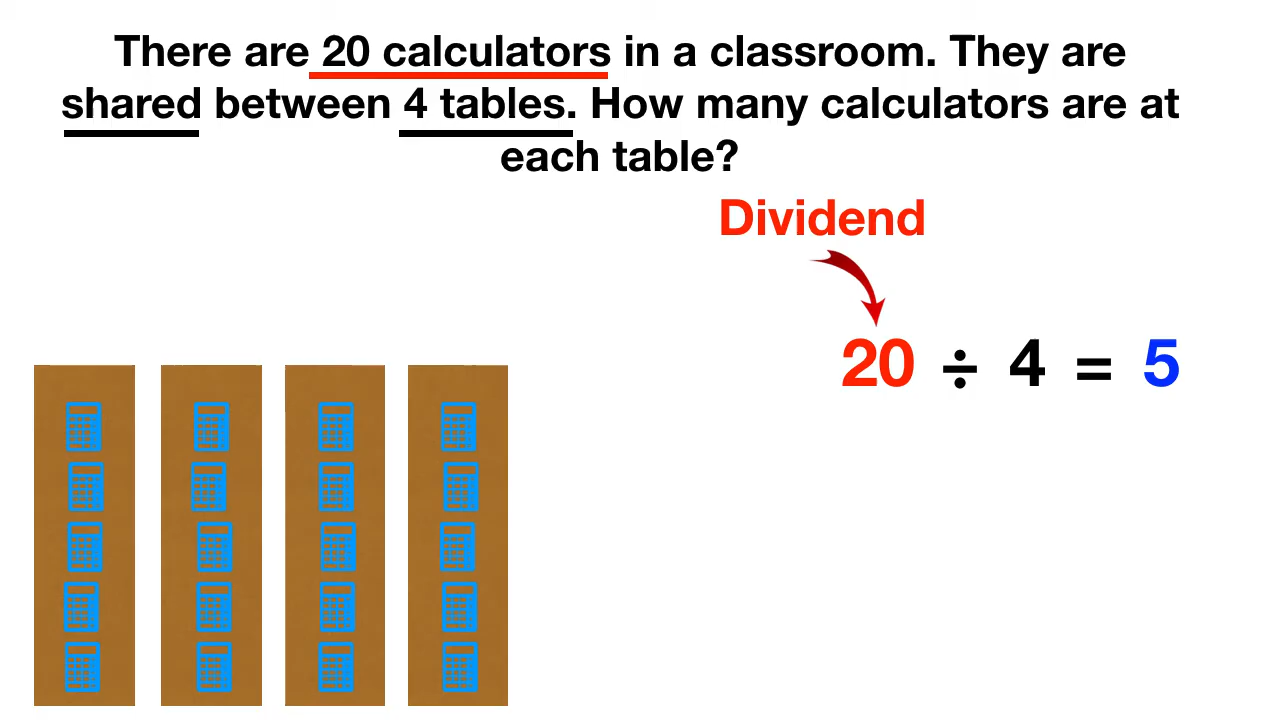 There are 20 calculators in a classroom. They are
shared between 4 tables. How many calculators are at
each table?
Dividend
20 ÷ 4 = 5